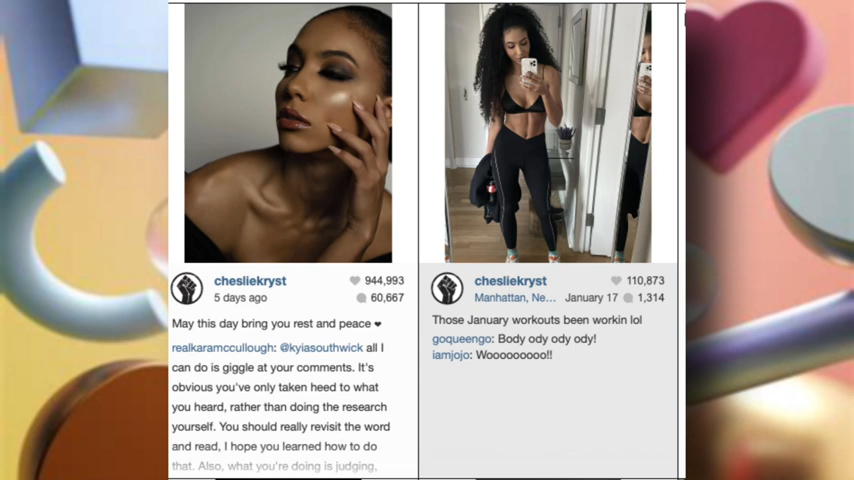 chesliekryst 944,993
5 days ago 60,667
May this day bring you rest and peace ❤
realkaramccullough: @kyiasouthwick all I
can do is giggle at your comments. It's
obvious you've only taken heed to what
you heard, rather than doing the research
yourself. You should really revisit the word
and read, I hope you learned how to do
that. Also, what you're doing is judging,
chesliekryst 110,873
Manhattan, Ne... January 17 1,314
Those January workouts been workin lol
goqueengo: Body ody ody ody!
iamjojo: Wooooooooo!!